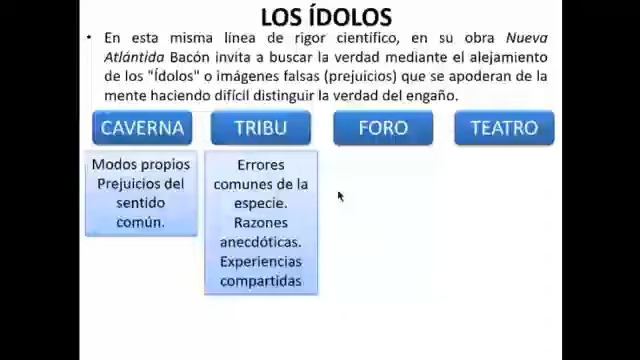 LOS ÍDOLOS
• En esta misma línea de rigor científico, en su obra Nueva
Atlántida Bacón invita a buscar la verdad mediante el alejamiento
de los "Ídolos" o imágenes falsas (prejuicios) que se apoderan de la
mente haciendo difícil distinguir la verdad del engaño.
CAVERNA
TRIBU
FORO
TEATRO
Modos propios
Prejuicios del
sentido
común.
Errores
comunes de la
especie.
Razones
anecdóticas.
Experiencias
compartidas